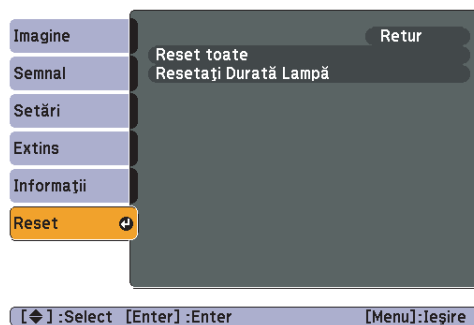 Imagine
Semnal
Setări
Extins
Informaţii
Reset
Retur
Reset toate
Resetaţi Durată Lampă
[ ] :Select [Enter] :Enter [Menu]:Ieşire